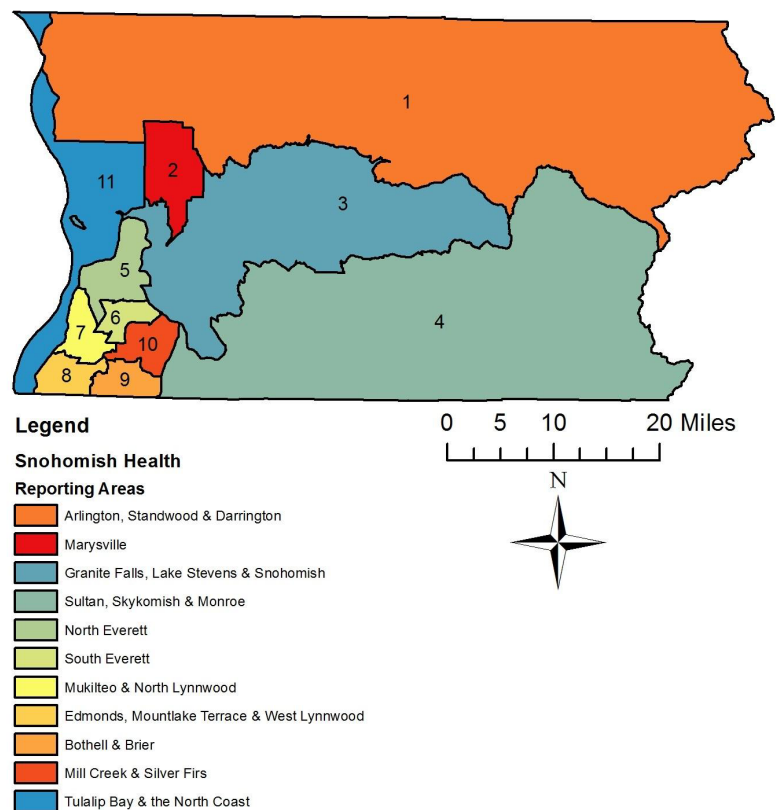 1
2
11
3
5
6
4
7
10
8
9
Legend
0 5 10 20 Miles
Snohomish Health
N
Reporting Areas
Arlington, Standwood & Darrington
Marysville
Granite Falls, Lake Stevens & Snohomish
Sultan, Skykomish & Monroe
North Everett
South Everett
Mukilteo & North Lynnwood
Edmonds, Mountlake Terrace & West Lynnwood
Bothell & Brier
Mill Creek & Silver Firs
Tulalip Bay & the North Coast